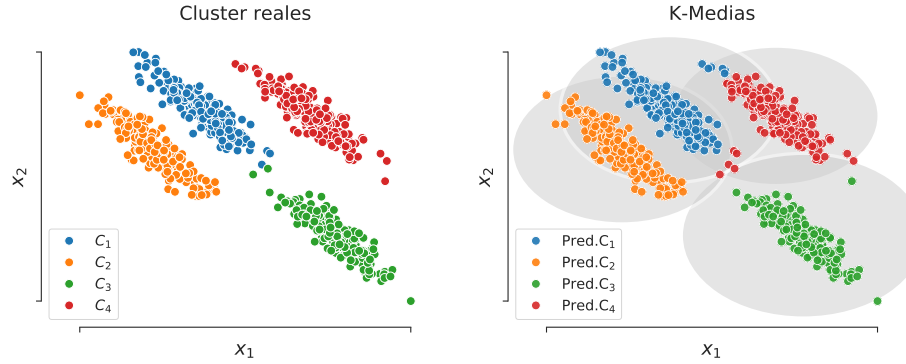 Cluster reales
x₂
C₁
C₂
C₃
C₄
x₁
K-Medias
x₂
Pred.C₁
Pred.C₂
Pred.C₃
Pred.C₄
x₁